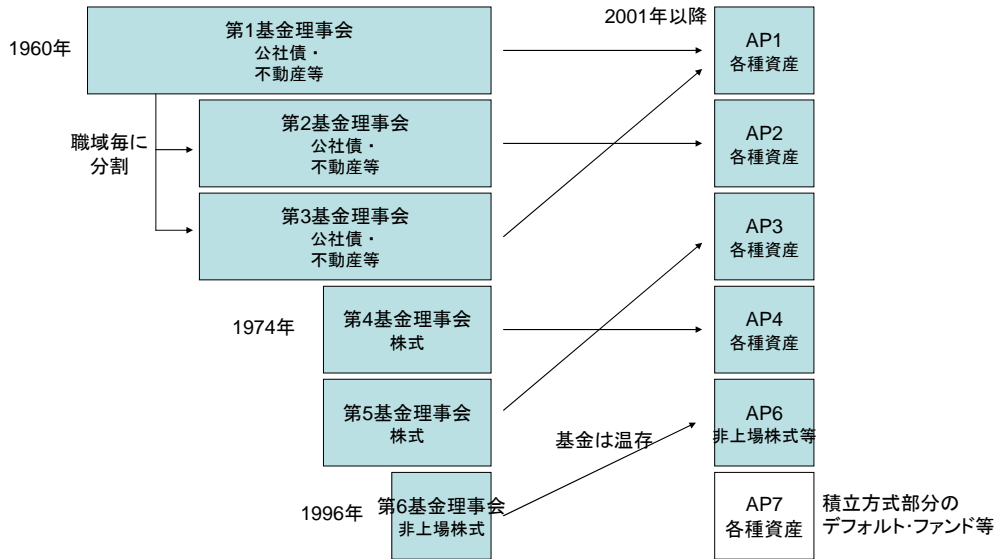 2001年以降
1960年
第1基金理事会
公社債・
不動産等
AP1
各種資産
職域毎に
分割
第2基金理事会
公社債・
不動産等
AP2
各種資産
第3基金理事会
公社債・
不動産等
AP3
各種資産
1974年
第4基金理事会
株式
AP4
各種資産
第5基金理事会
株式
基金は温存
AP6
非上場株式等
1996年
第6基金理事会
非上場株式
AP7
各種資産
積立方式部分の
デフォルト・ファンド等